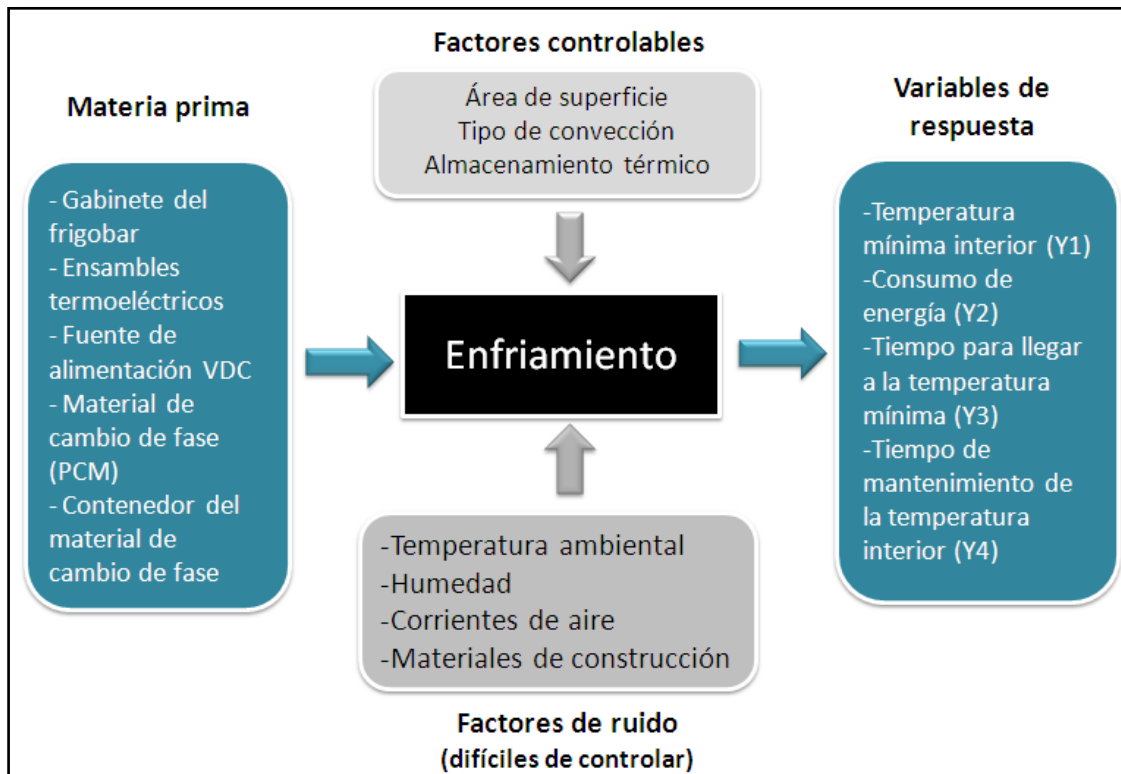 Factores controlables
Área de superficie
Tipo de convección
Almacenamiento térmico
Materia prima
- Gabinete del
frigobar
- Ensambles
termoeléctricos
- Fuente de
alimentación VDC
- Material de
cambio de fase
(PCM)
- Contenedor del
material de
cambio de fase
Enfriamiento
Variables de
respuesta
-Temperatura
mínima interior (Y1)
-Consumo de
energía (Y2)
-Tiempo para llegar
a la temperatura
mínima (Y3)
-Tiempo de
mantenimiento de
la temperatura
interior (Y4)
-Temperatura ambiental
-Humedad
-Corrientes de aire
-Materiales de construcción
Factores de ruido
(difíciles de controlar)